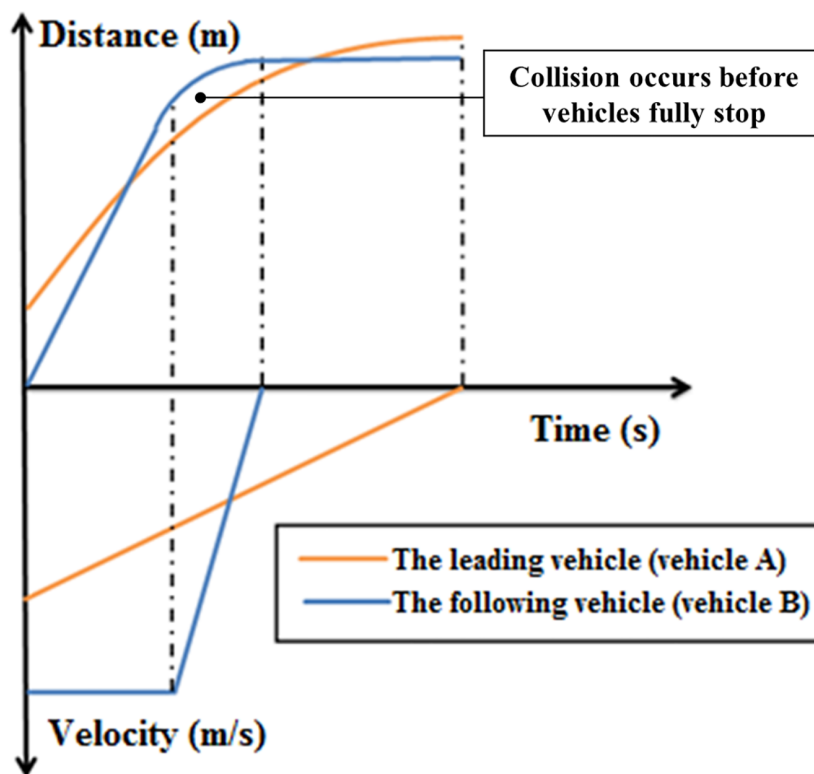 Distance (m)
Collision occurs before
vehicles fully stop
Time (s)
The leading vehicle (vehicle A)
The following vehicle (vehicle B)
Velocity (m/s)